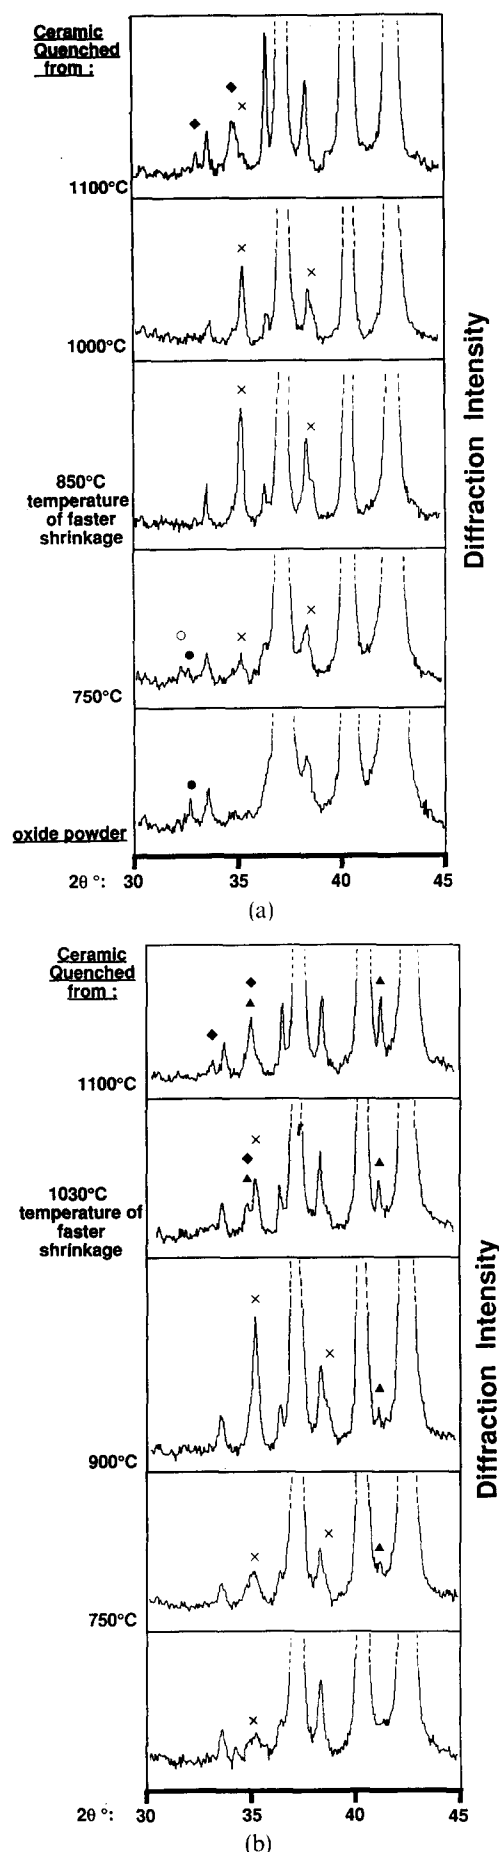 Ceramic
Quenched
from :
1100°C
1000°C
850°C
temperature
of faster
shrinkage
750°C
oxide powder
Diffraction Intensity
30 35 40 45
2θ °:
(a)
Ceramic
Quenched
from :
1100°C
1030°C
temperature of
faster
shrinkage
900°C
750°C
Diffraction Intensity
30 35 40 45
2θ °:
(b)